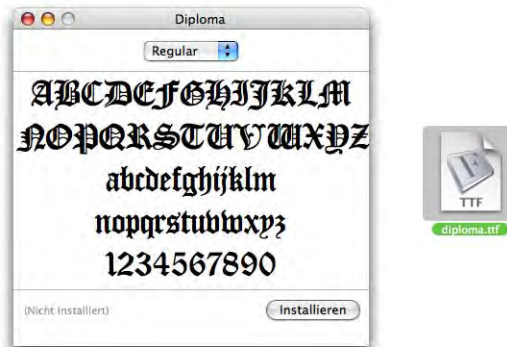 Diploma
Regular
ABCDEFGHIJKLM
NOPQRSTUVWXYZ
abcdefghijklm
nopqrstuvwxyz
1234567890
(Nicht installiert)
Installieren
TTF
diploma.ttf